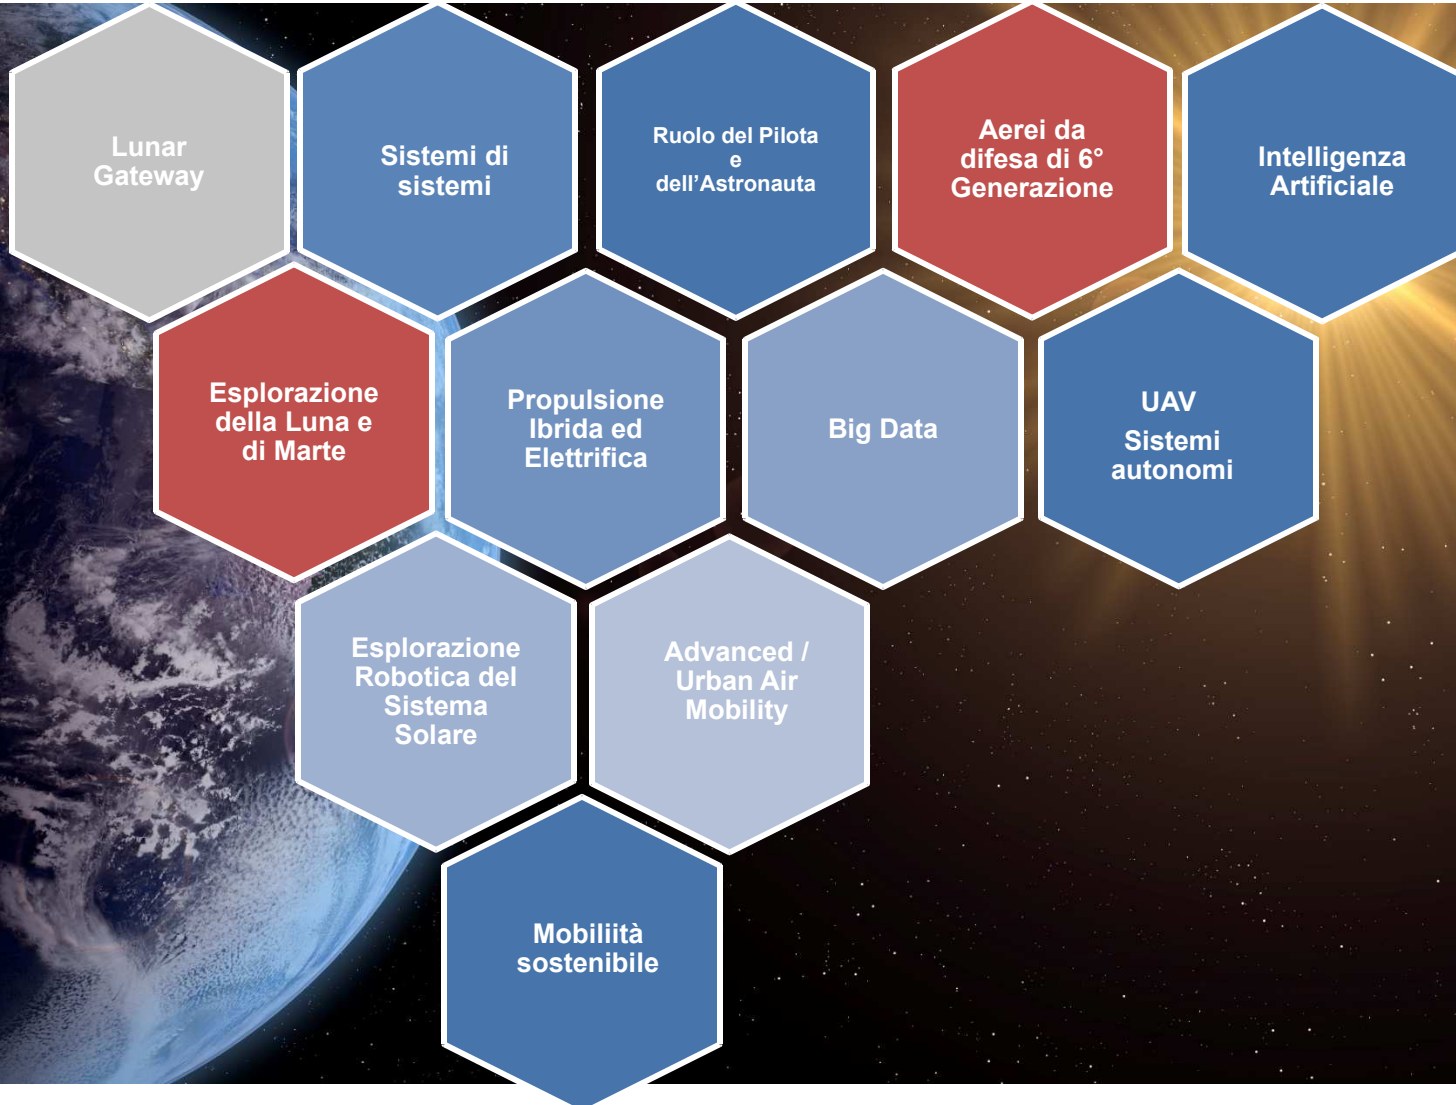 Lunar
Gateway
Sistemi di
sistemi
Ruolo del Pilota
e
dell'Astronauta
Aerei da
difesa di 6°
Generazione
Intelligenza
Artificiale
Esplorazione
della Luna e
di Marte
Propulsione
Ibrida ed
Elettrifica
Big Data
UAV
Sistemi
autonomi
Esplorazione
Robotica del
Sistema
Solare
Advanced /
Urban Air
Mobility
Mobiliità
sostenibile